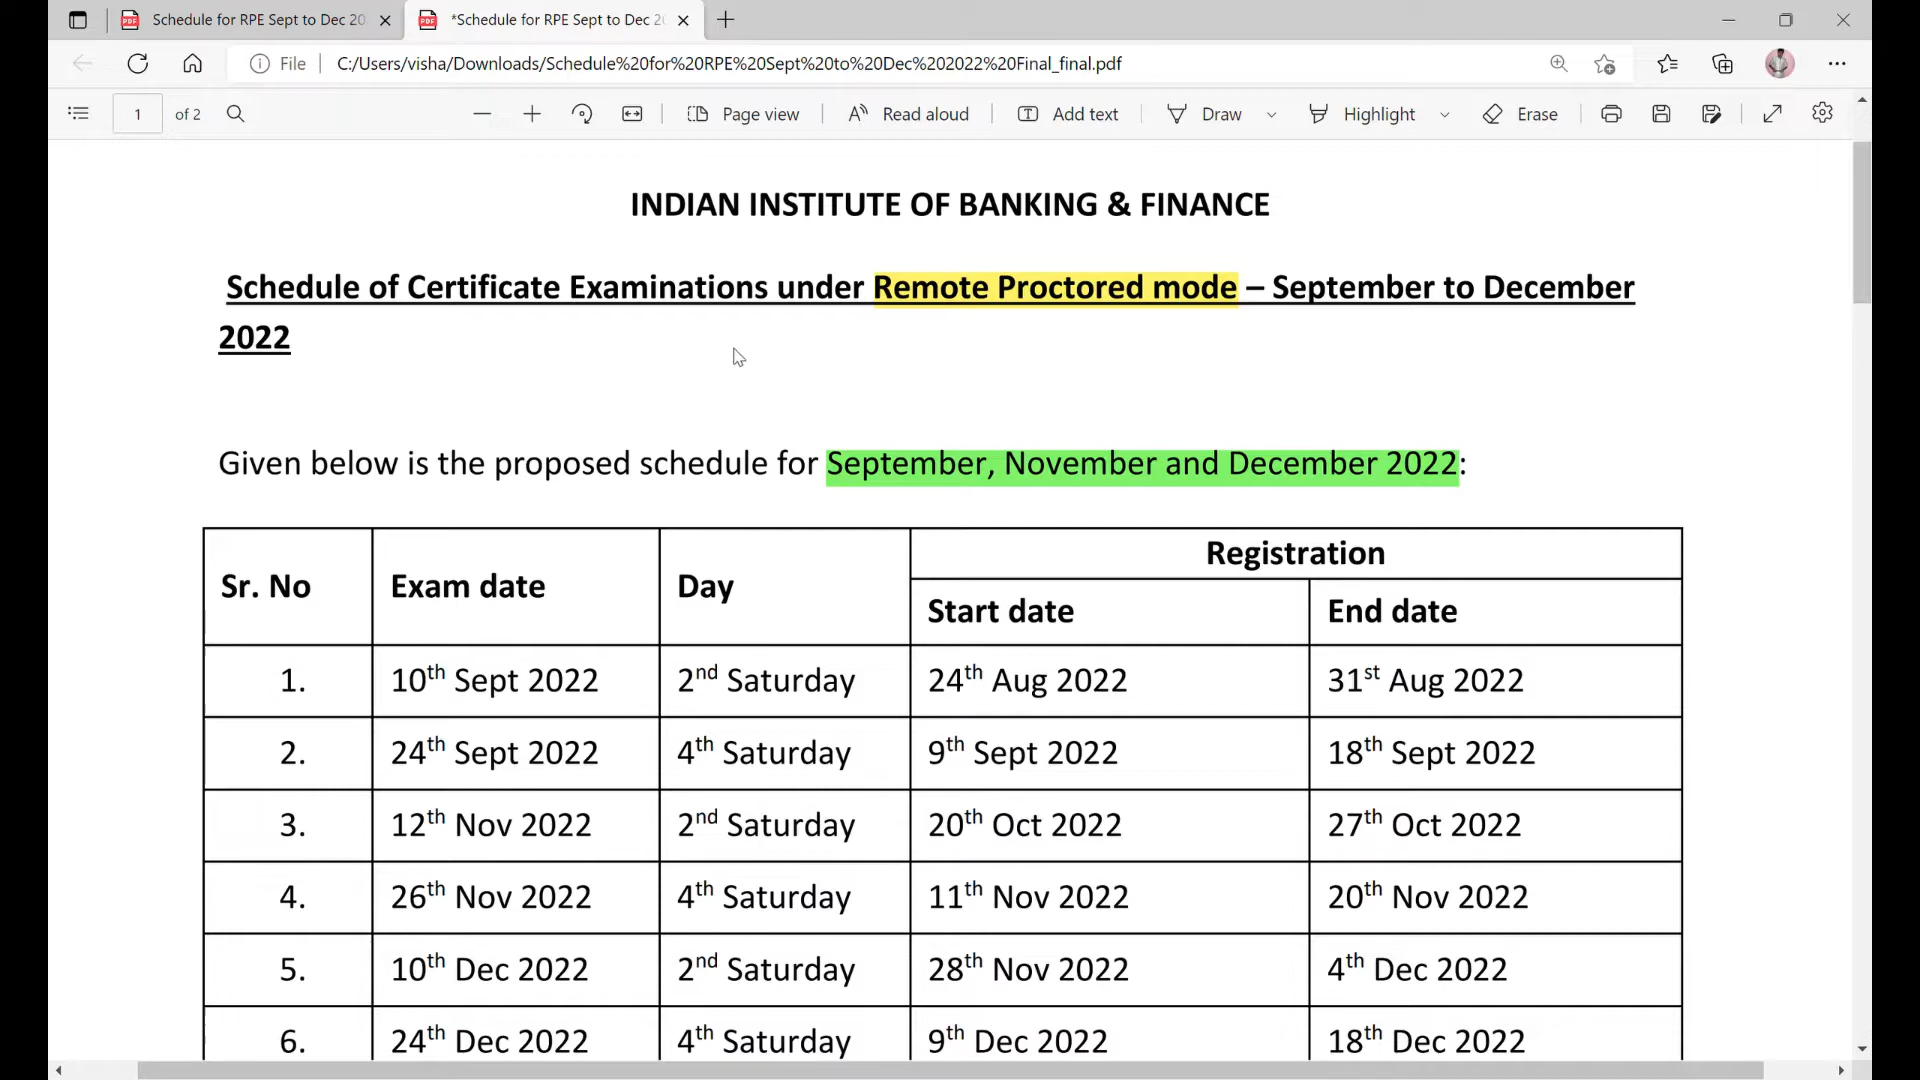 Schedule for RPE Sept to Dec 20
*Schedule for RPE Sept to Dec 20
File
C:/Users/visha/Downloads/Schedule%20for%20RPE%20Sept%20to%20Dec%202022%20Final_final.pdf
1 of 2
Page view
Read aloud
Add text
Draw
Highlight
Erase
INDIAN INSTITUTE OF BANKING & FINANCE
Schedule of Certificate Examinations under Remote Proctored mode – September to December
2022
Given below is the proposed schedule for September, November and December 2022:
Registration
Sr. No Exam date Day
Start date End date
1. 10th Sept 2022 2nd Saturday 24th Aug 2022 31st Aug 2022
2. 24th Sept 2022 4th Saturday 9th Sept 2022 18th Sept 2022
3. 12th Nov 2022 2nd Saturday 20th Oct 2022 27th Oct 2022
4. 26th Nov 2022 4th Saturday 11th Nov 2022 20th Nov 2022
5. 10th Dec 2022 2nd Saturday 28th Nov 2022 4th Dec 2022
6. 24th Dec 2022 4th Saturday 9th Dec 2022 18th Dec 2022